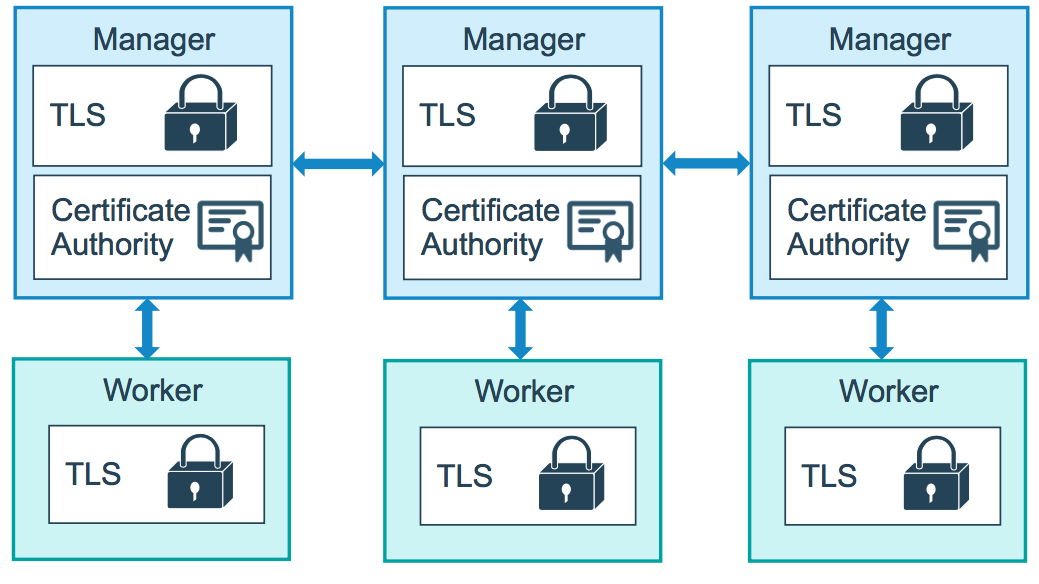 Manager
TLS
Certificate
Authority
Manager
TLS
Certificate
Authority
Manager
TLS
Certificate
Authority
Worker
TLS
Worker
TLS
Worker
TLS